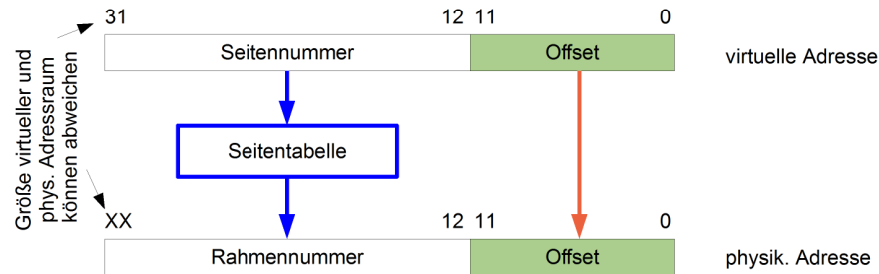 31 12 11 0
Seitennummer Offset virtuelle Adresse
Größe virtueller und
phys. Adressraum
können abweichen
Seitentabelle
XX 12 11 0
Rahmennummer Offset physik. Adresse